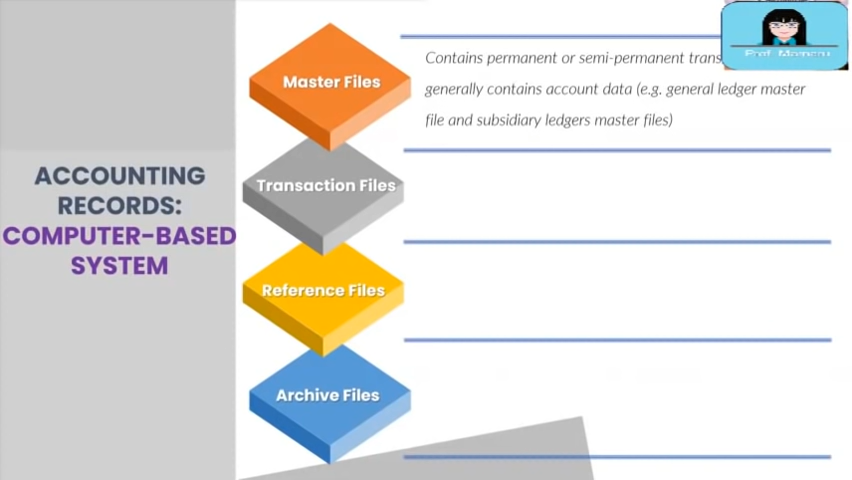 Contains permanent or semi-permanent
generally contains account data (e.g. general ledger master
file and subsidiary ledgers master files)
Master Files
Transaction Files
Reference Files
Archive Files
ACCOUNTING
RECORDS:
COMPUTER-BASED
SYSTEM
Prof.